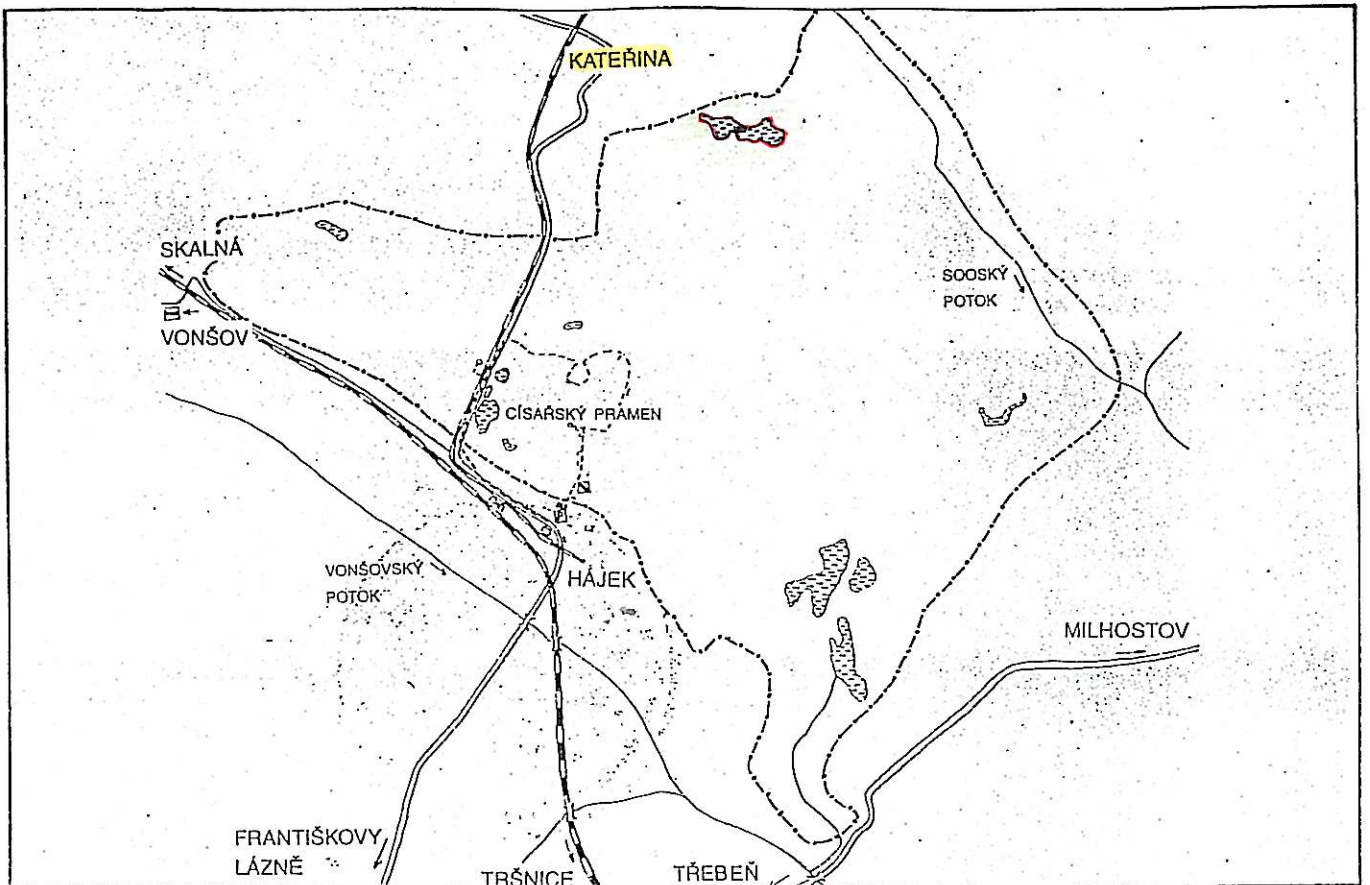 KATEŘINA
SKALNÁ
SOOSKÝ
POTOK
VONŠOV
CÍSAŘSKÝ PRAMEN
VONŠOVSKÝ
POTOK
HÁJEK
MILHOSTOV
FRANTIŠKOVY
LÁZNĚ
TRŠNICE
TŘEBEŇ